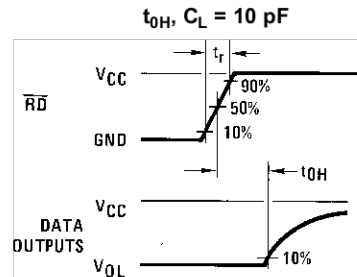 t0H, CL = 10 pF
tr
VCC
90%
RD
50%
10%
GND
t0H
VCC
DATA
OUTPUTS
10%
VOL